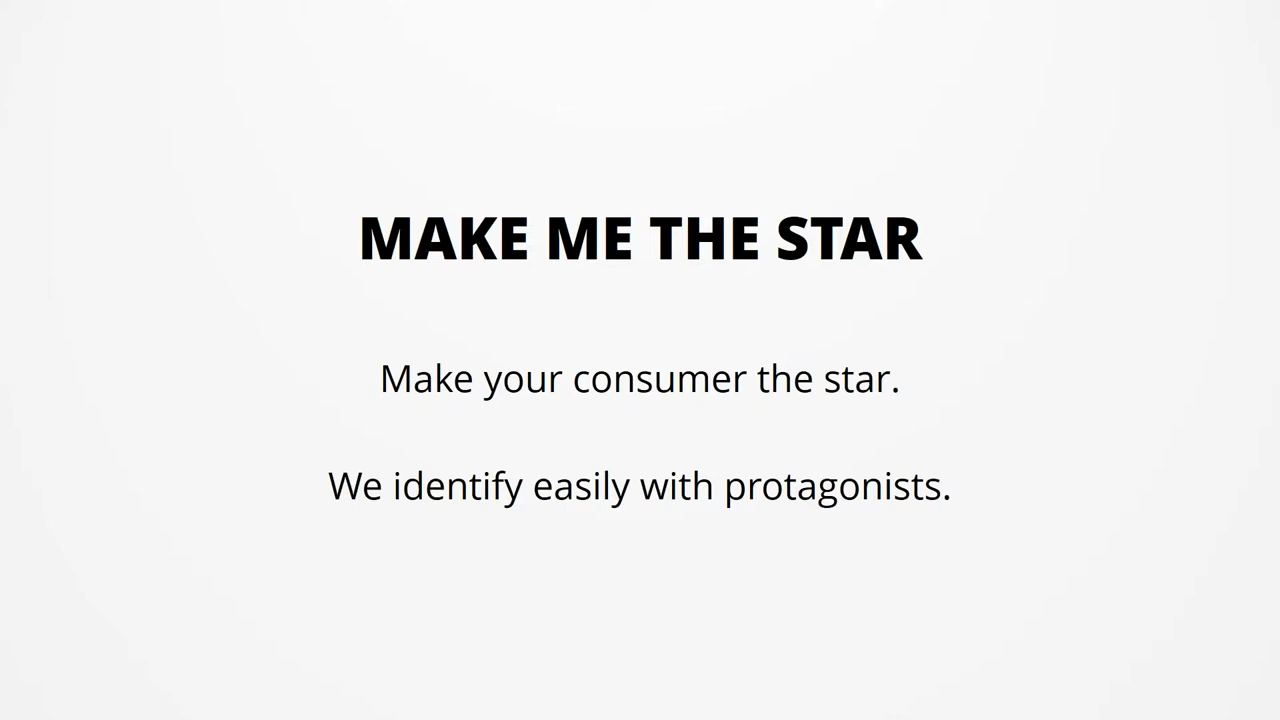 MAKE ME THE STAR
Make your consumer the star.
We identify easily with protagonists.